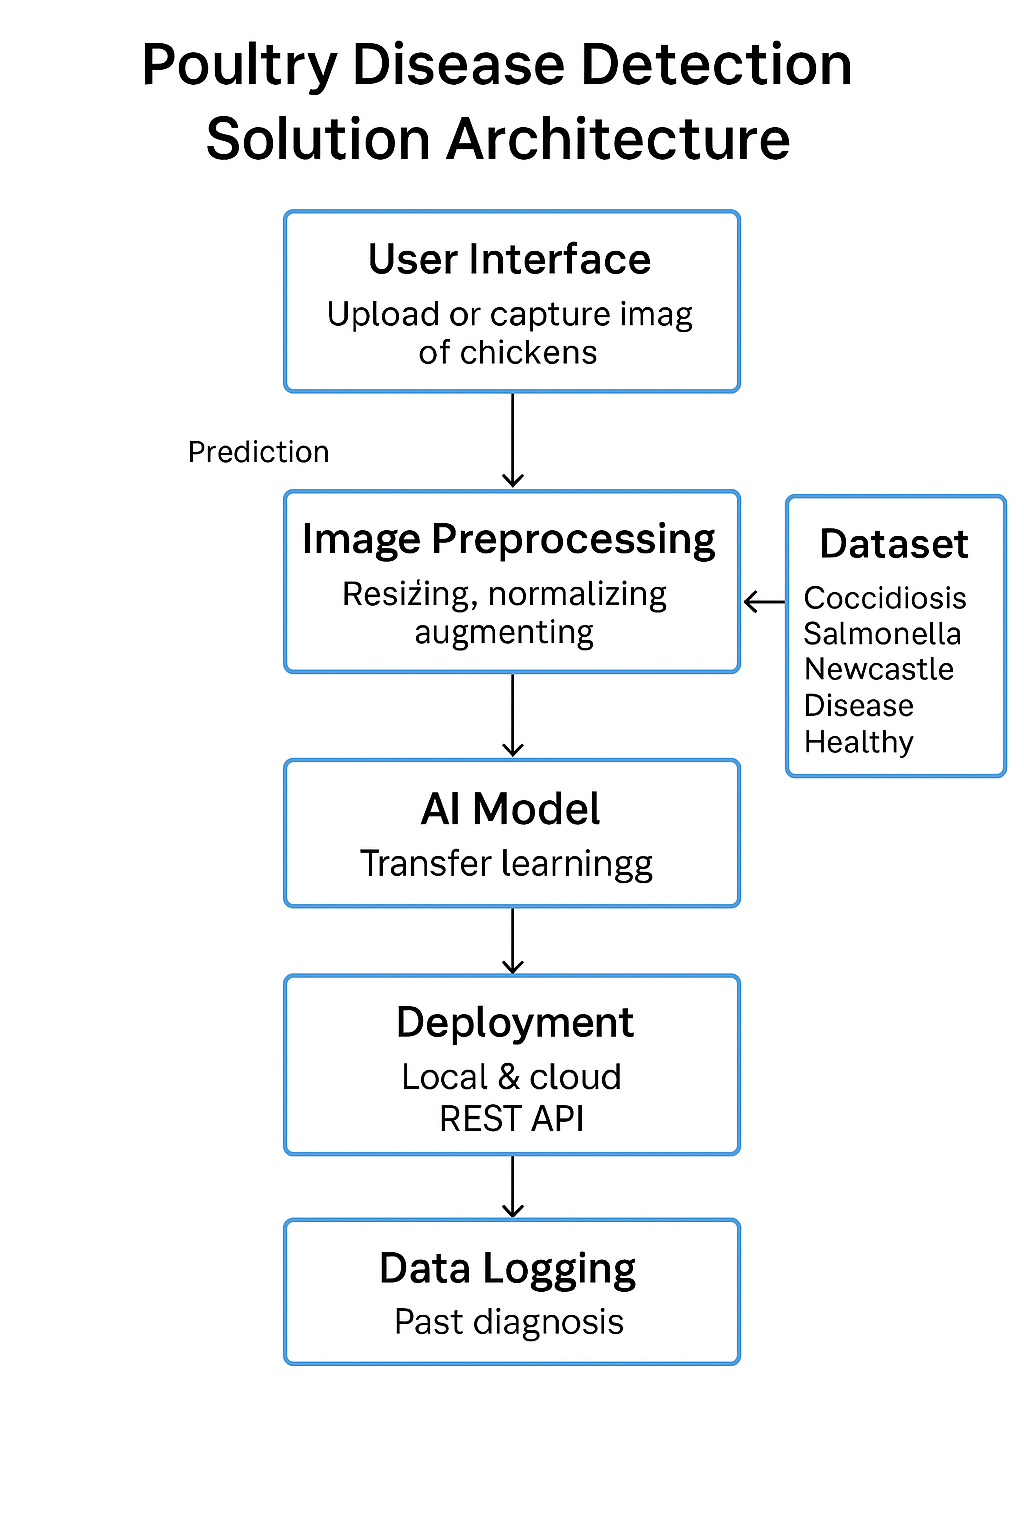 Poultry Disease Detection
Solution Architecture
User Interface
Upload or capture imag
of chickens
Prediction
Image Preprocessing
Resizing, normalizing
augmenting
Dataset
Coccidiosis
Salmonella
Newcastle
Disease
Healthy
AI Model
Transfer learningg
Deployment
Local & cloud
REST API
Data Logging
Past diagnosis